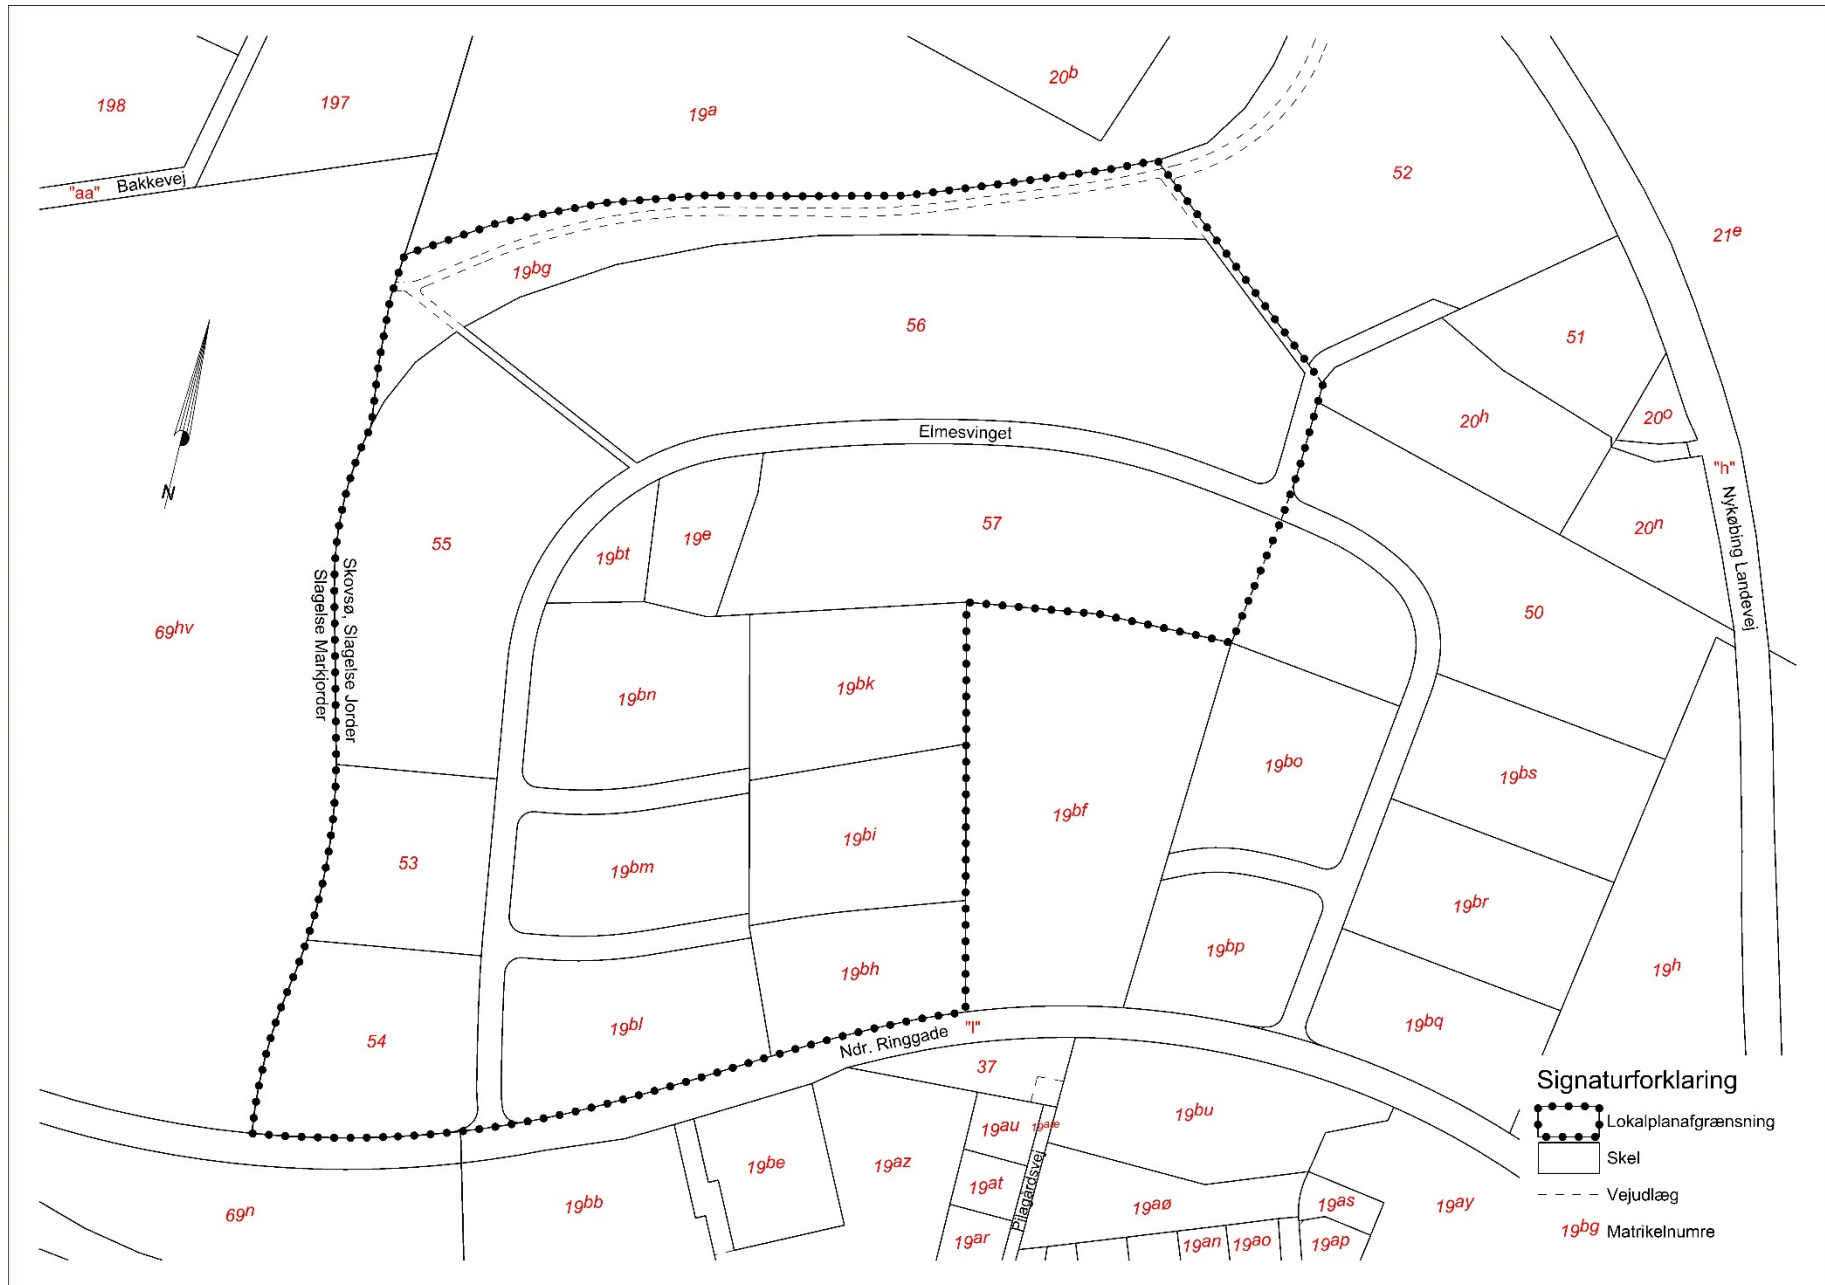 20b
198
197
19a
52
"aa" Bakkevej
21e
19bg
56
51
20h
20o
Elmesvinget
"h"
57
20n
19bt
19e
55
Nykøbing Landevej
Skovsø, Slagelse Jorder
Slagelse Markjorder
50
69hv
19bn
19bk
19bo
19bs
19bf
19bi
53
19bm
19br
19bp
19bh
19h
54
19bl
19bq
Ndr. Ringgade
"l"
37
19bu
19au
19be
19az
19at
Pilagårdsvej
19aø
19as
19ay
69n
19bb
19ar
19an
19ao
19ap
N
Signaturforklaring
Lokalplanafgrænsning
Skel
Vejudlæg
19bg Matrikelnumre